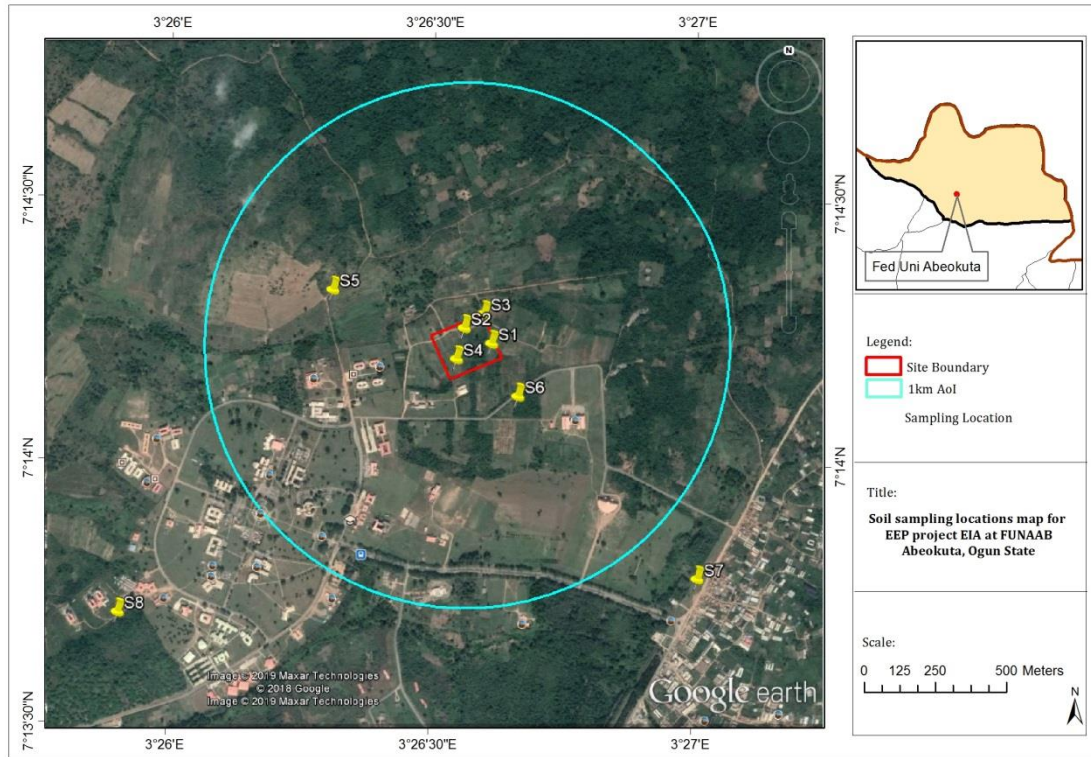 3°26'E
3°26'30"E
3°27'E
N
7°14'30"N
7°14'30"N
Fed Uni Abeokuta
S5
S3
S2
S1
S4
S6
Legend:
Site Boundary
1km AoI
Sampling Location
7°14'N
7°14'N
Title:
Soil sampling locations map for
EEP project EIA at FUNAAB
Abeokuta, Ogun State
S7
S8
Scale:
0 125 250 500 Meters
N
Image © 2019 Maxar Technologies
© 2018 Google
Image © 2019 Maxar Technologies
Google earth
7°13'30"N
3°26'E
3°26'30"E
3°27'E